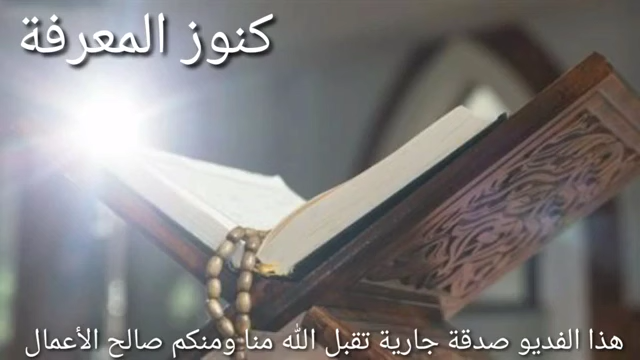 كنوز المعرفة
هذا الفديو صدقة جارية تقبل الله منا ومنكم صالح الأعمال